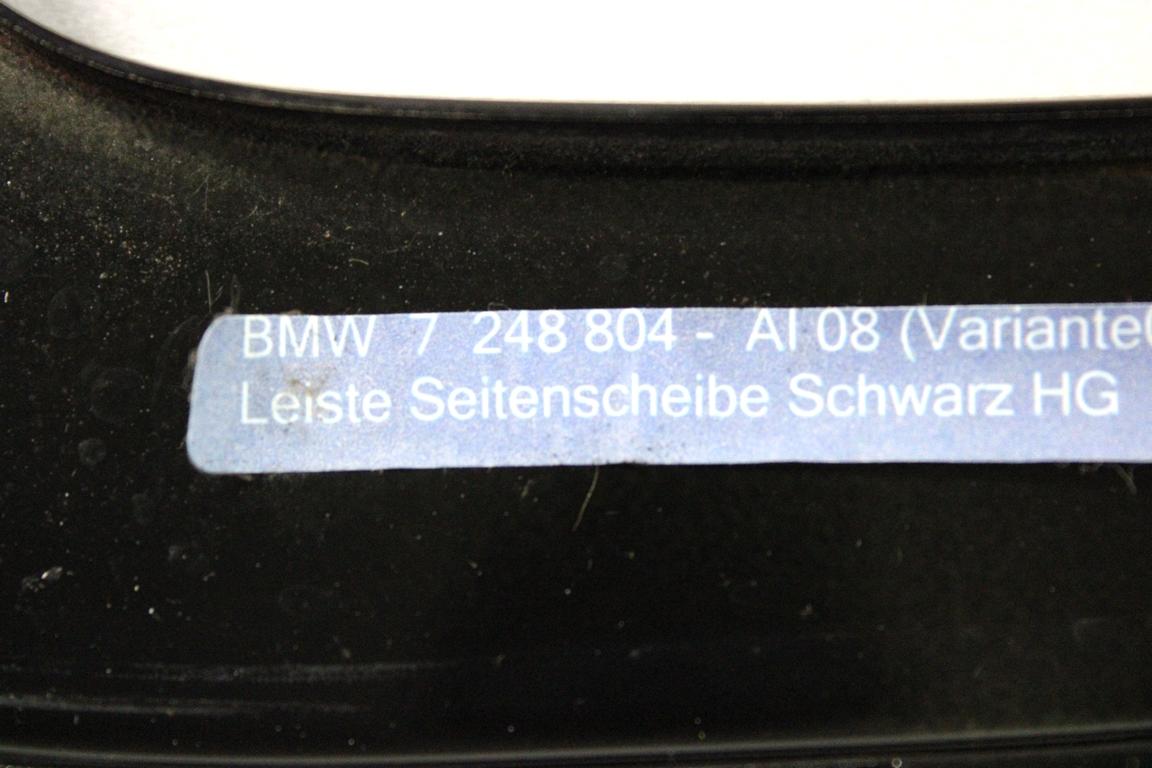 BMW 7 248 804 - AI 08 (Variante
Leiste Seitenscheibe Schwarz HG